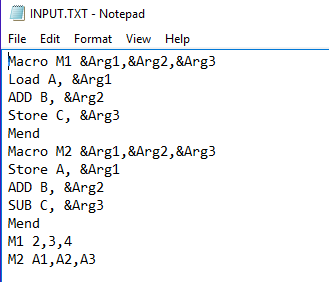 INPUT.TXT - Notepad
File Edit Format View Help
Macro M1 &Arg1,&Arg2,&Arg3
Load A, &Arg1
ADD B, &Arg2
Store C, &Arg3
Mend
Macro M2 &Arg1,&Arg2,&Arg3
Store A, &Arg1
ADD B, &Arg2
SUB C, &Arg3
Mend
M1 2,3,4
M2 A1,A2,A3